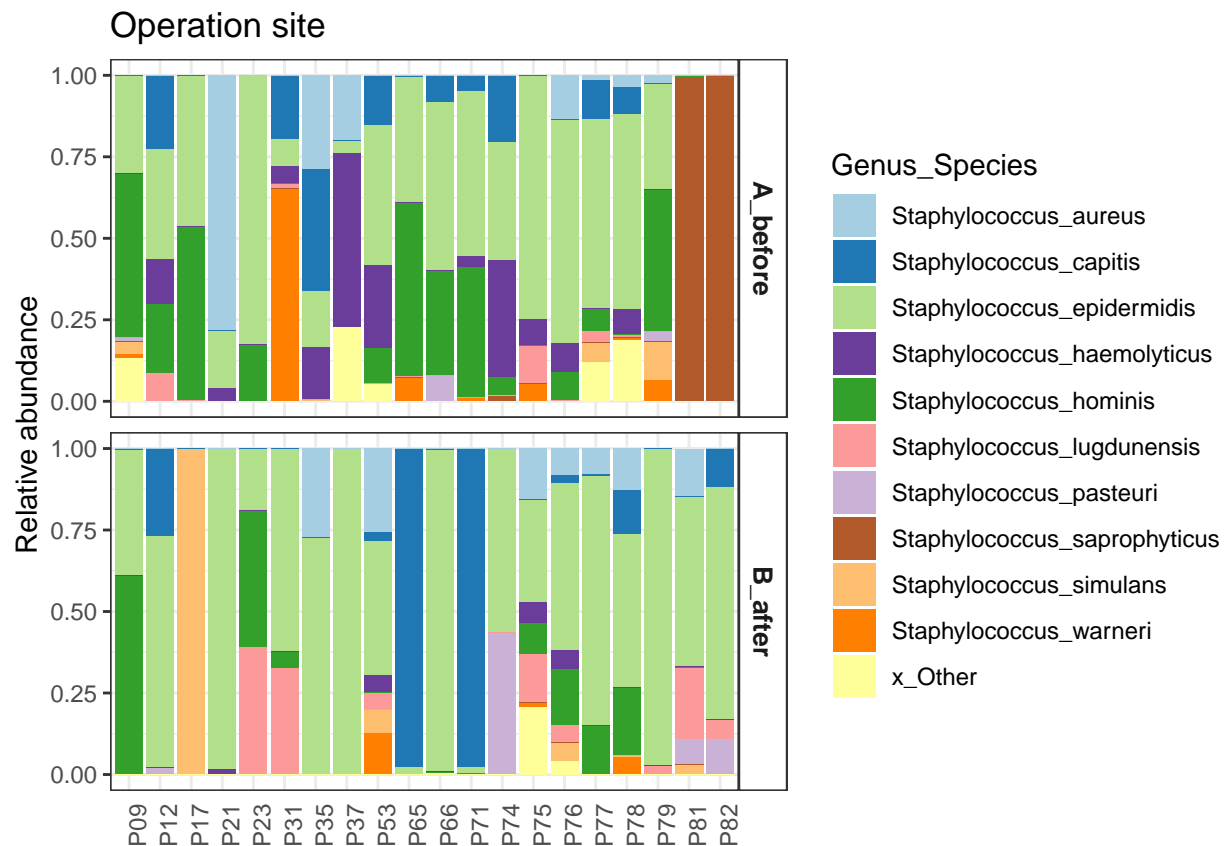 Operation site
Relative abundance
1.00
0.75
0.50
0.25
0.00
A_before
1.00
0.75
0.50
0.25
0.00
B_after
P09
P12
P17
P21
P23
P31
P35
P37
P53
P65
P66
P71
P74
P75
P76
P77
P78
P79
P81
P82
Genus_Species
Staphylococcus_aureus
Staphylococcus_capitis
Staphylococcus_epidermidis
Staphylococcus_haemolyticus
Staphylococcus_hominis
Staphylococcus_lugdunensis
Staphylococcus_pasteuri
Staphylococcus_saprophyticus
Staphylococcus_simulans
Staphylococcus_warneri
x_Other